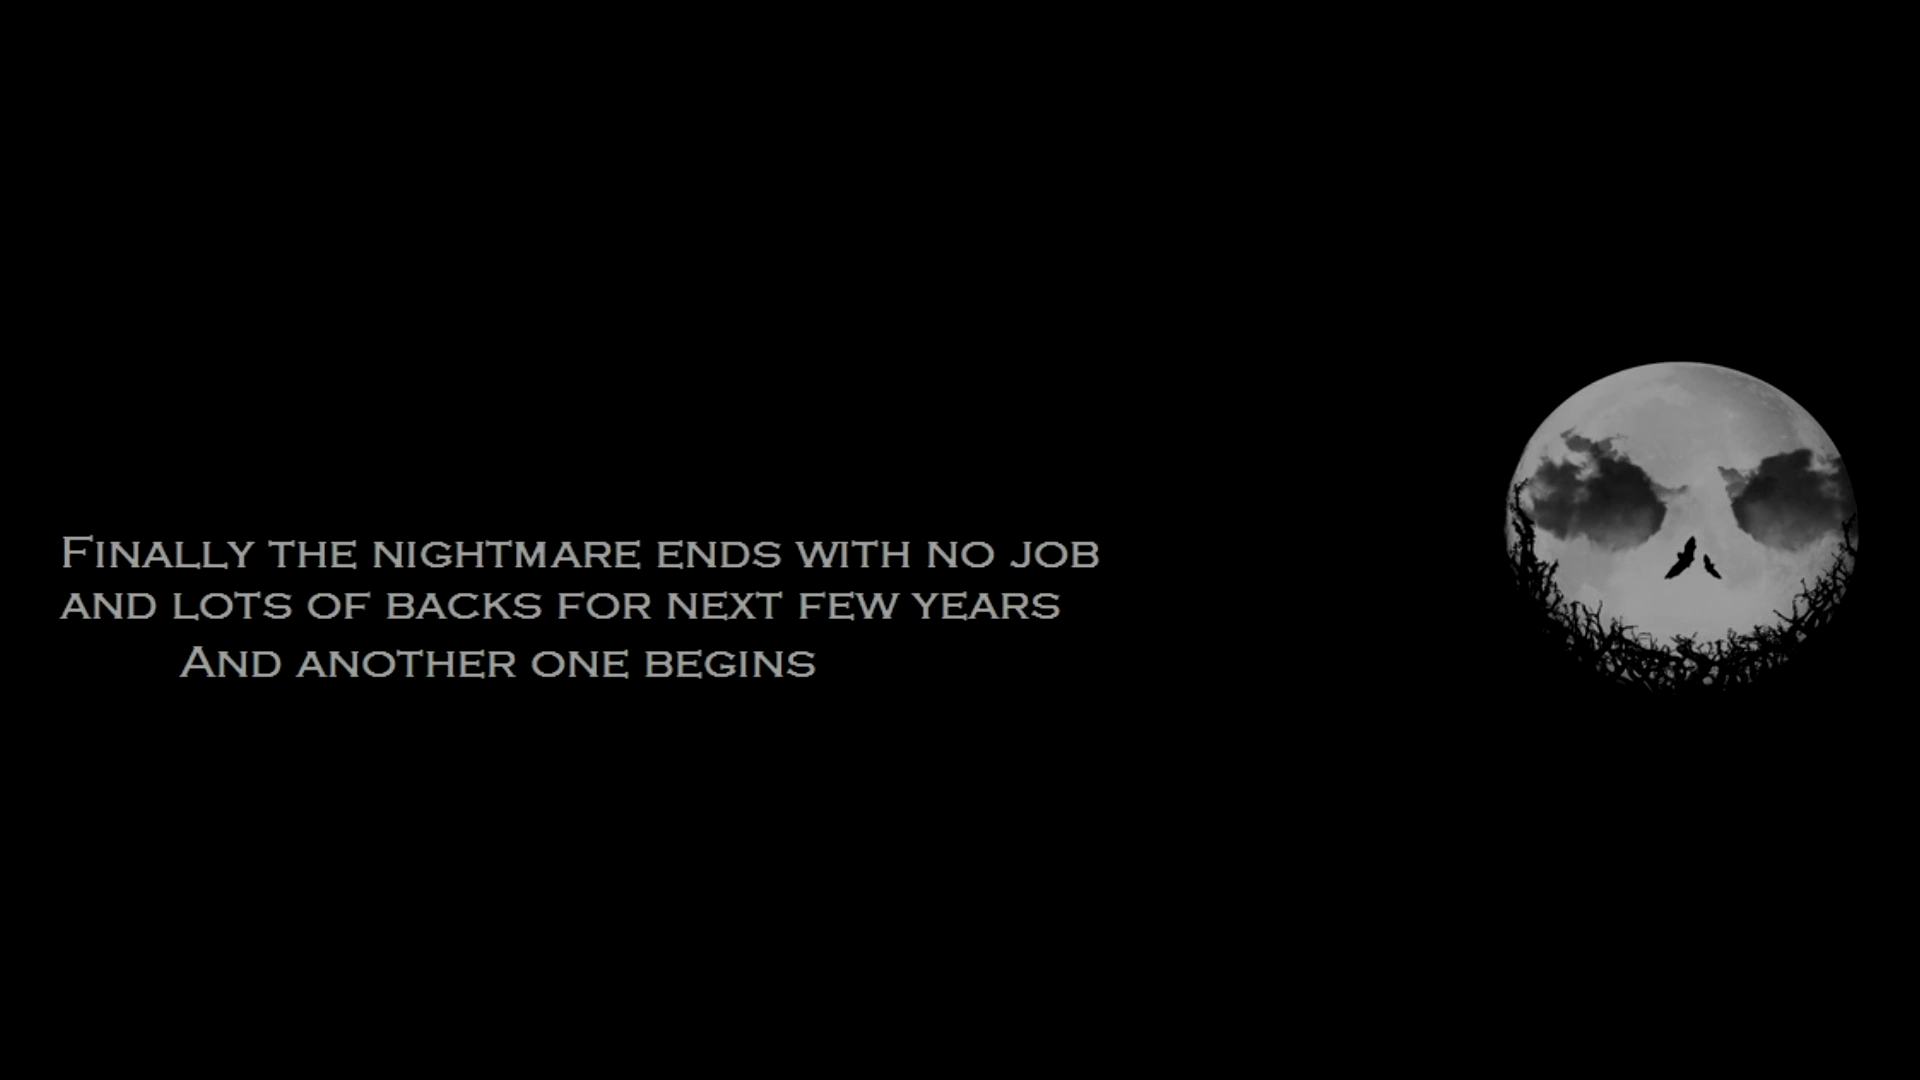 Finally the nightmare ends with no job
and lots of backs for next few years
And another one begins